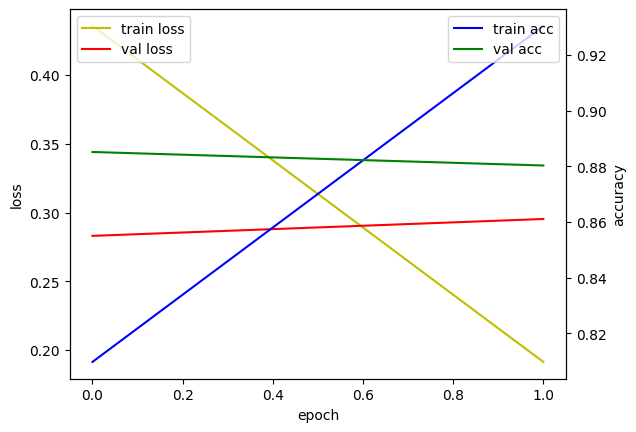 train loss
val loss
train acc
val acc
0.40
0.35
0.30
0.25
0.20
loss
0.92
0.90
0.88
0.86
0.84
0.82
accuracy
0.0 0.2 0.4 0.6 0.8 1.0
epoch